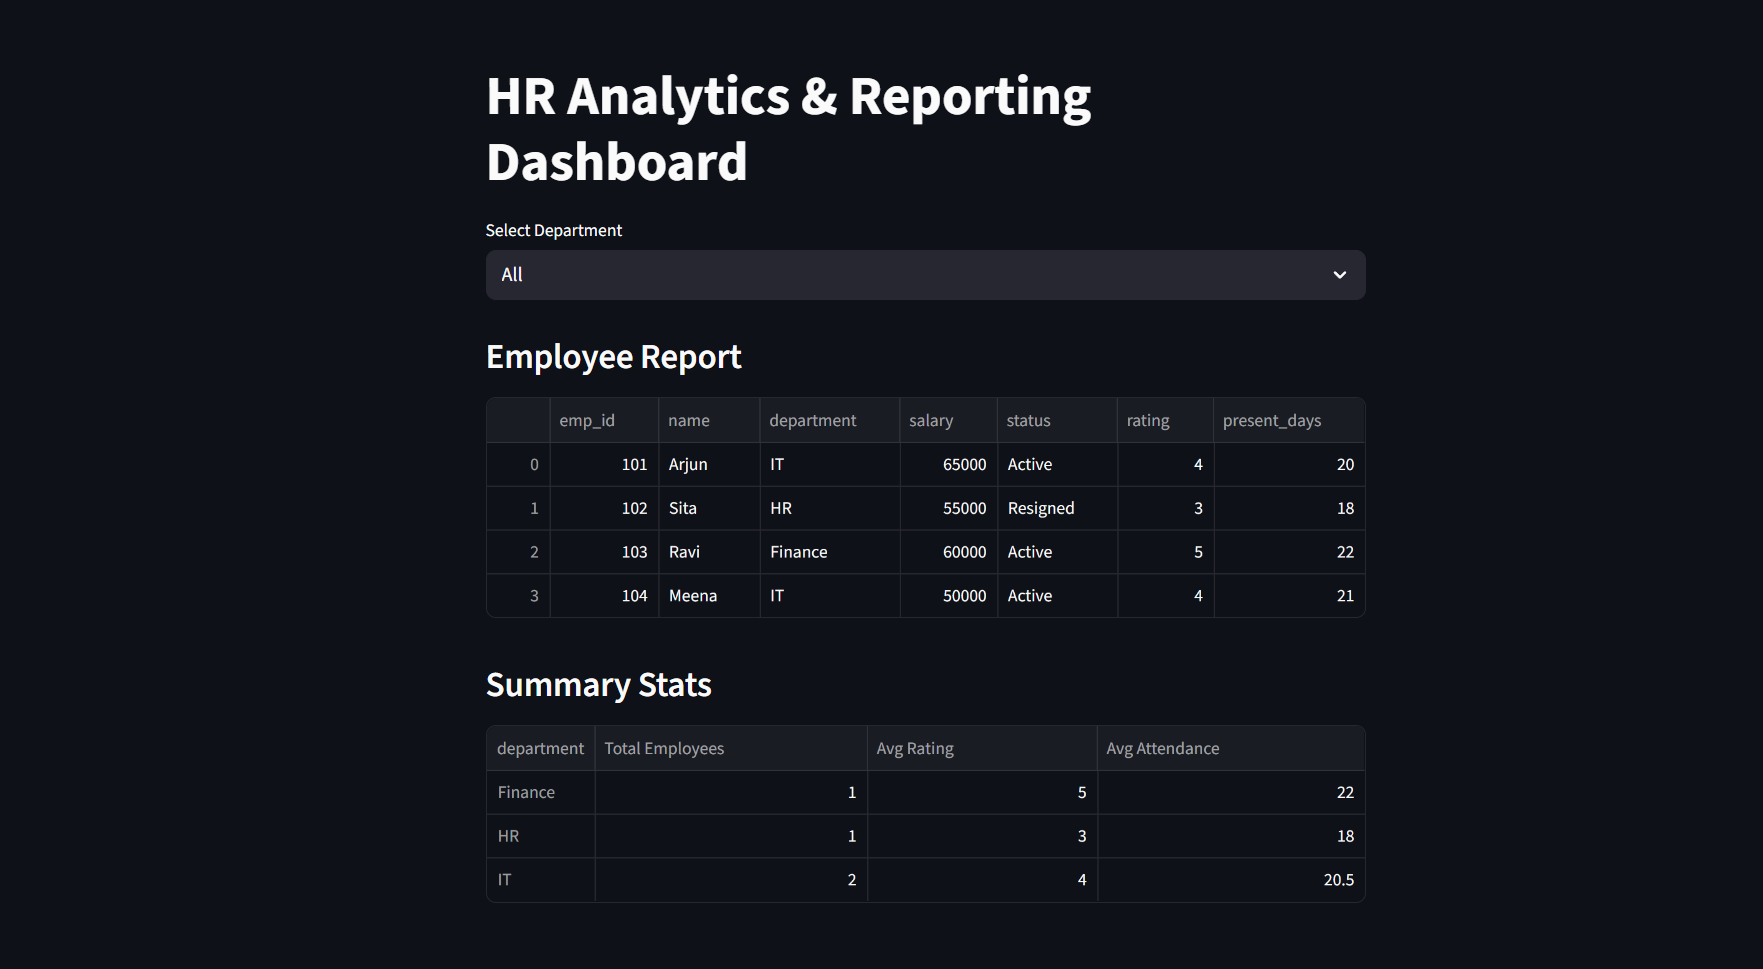 HR Analytics & Reporting
Dashboard
Select Department
All
Employee Report
emp_id name department salary status rating present_days
0 101 Arjun IT 65000 Active 4 20
1 102 Sita HR 55000 Resigned 3 18
2 103 Ravi Finance 60000 Active 5 22
3 104 Meena IT 50000 Active 4 21
Summary Stats
department Total Employees Avg Rating Avg Attendance
Finance 1 5 22
HR 1 3 18
IT 2 4 20.5